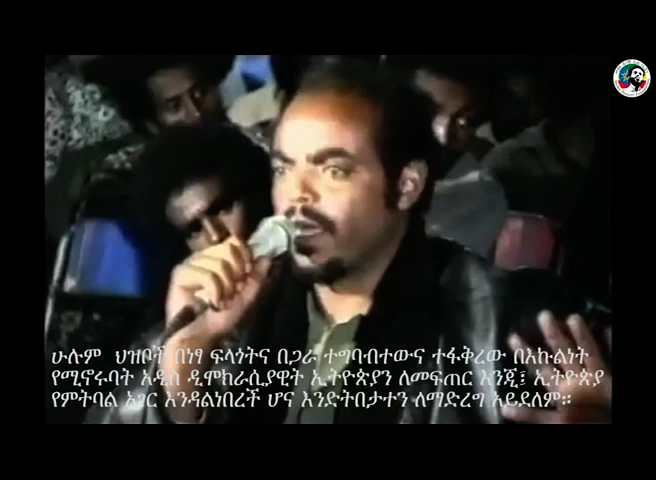 ሁሉም ህዝቦች በነፃ ፍላጎትና በጋራ ተግባብተውና ተፋቅረው በእኩልነት
የሚኖሩባት አዲስ ዲሞክራሲያዊት ኢትዮጵያን ለመፍጠር እንጂ፤ ኢትዮጵያ
የምትባል አገር እንዳልነበረች ሆና እንድትበታተን ለማድረግ አይደለም።